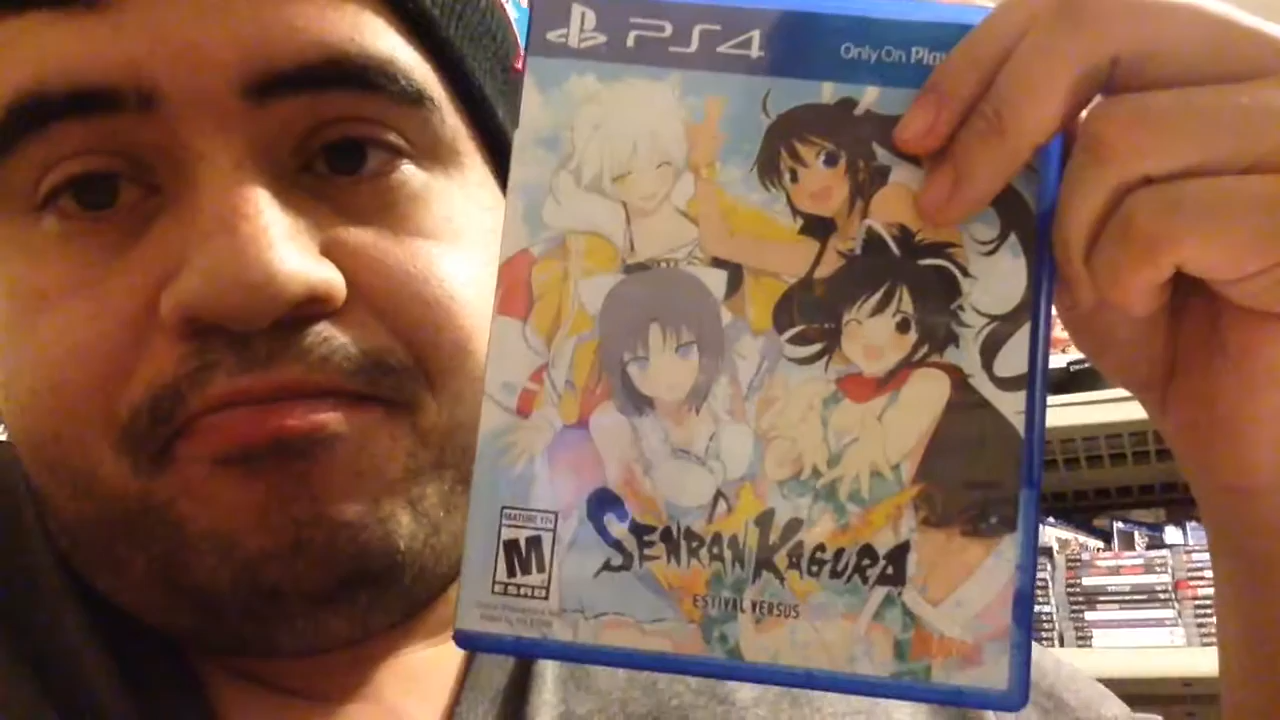 PS4
Only On Play
MATURE 17+
M
ESRB
SENRAN KAGURA
ESTIVAL VERSUS